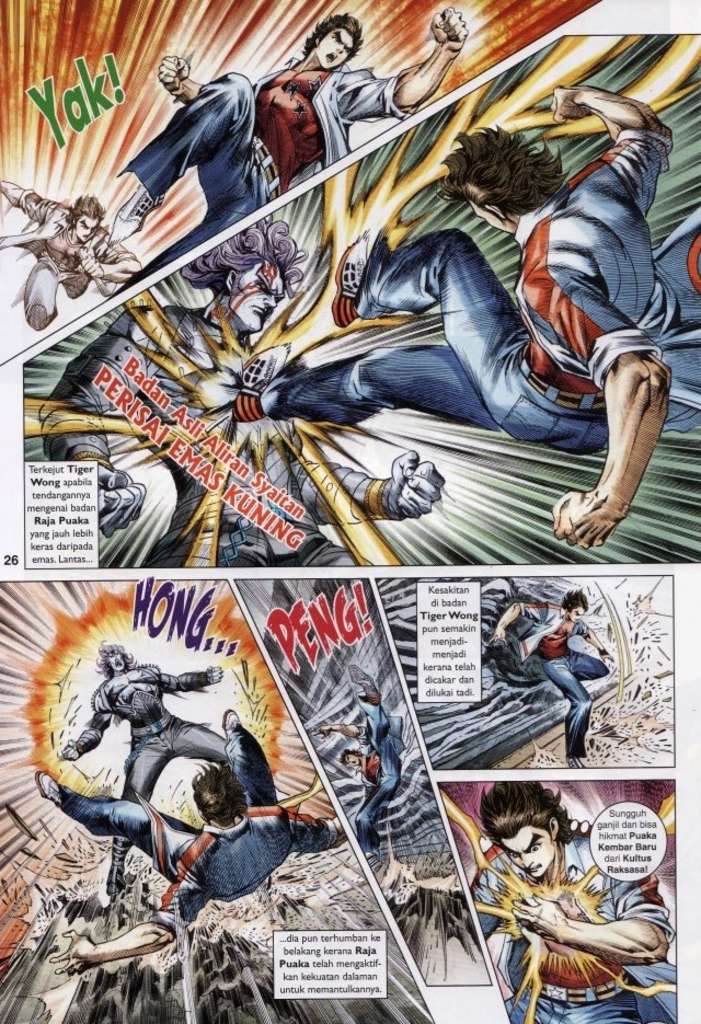 Yak!
Badan Asli Aliran Syaitan
PERISAI EMAS KUNING
Terkejut Tiger
Wong apabila
tendangannya
mengenai badan
Raja Puaka
yang jauh lebih
keras daripada
emas. Lantas...
26
HONG...
PENG!
Kesakitan
di badan
Tiger Wong
pun semakin
menjadi-
menjadi
kerana telah
dicakar dan
dilukai tadi.
...dia pun terhumban ke
belakang kerana Raja
Puaka telah mengaktif-
kan kekuatan dalaman
untuk memantulkannya.
Sungguh
ganjil dan bisa
hikmat Puaka
Kembar Baru
dari Kultus
Raksasa!